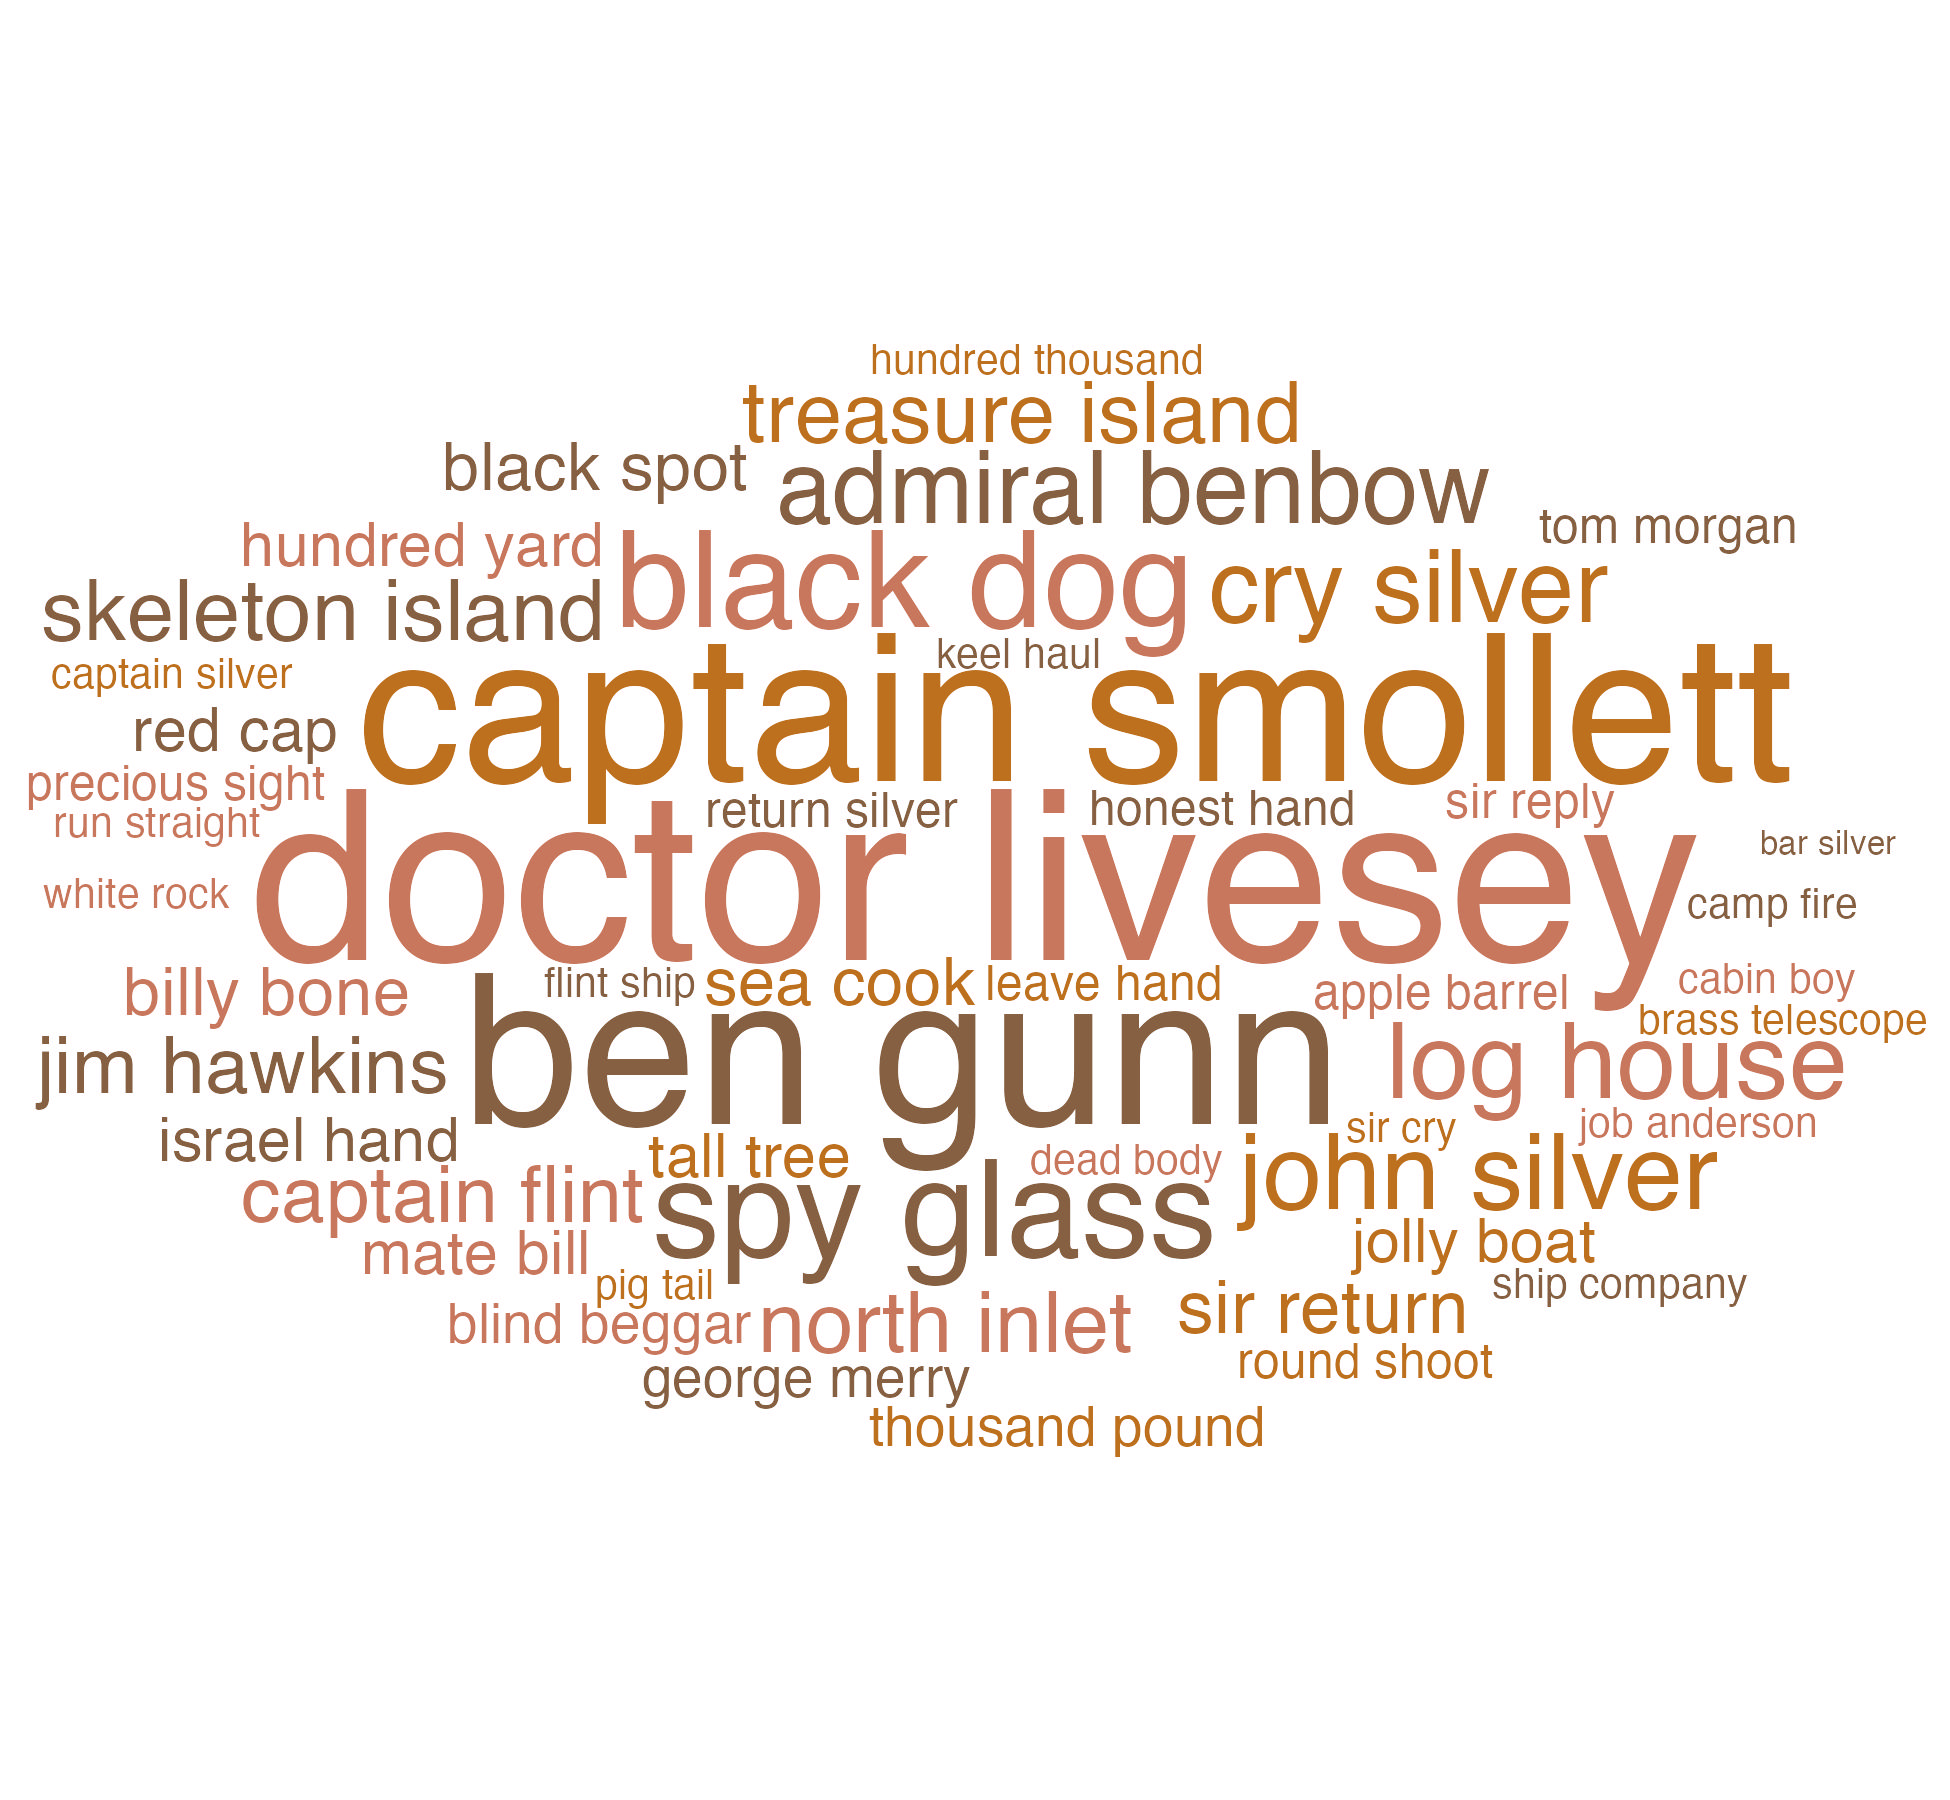 hundred thousand
treasure island
black spot
admiral benbow
tom morgan
hundred yard
black dog
cry silver
skeleton island
keel haul
captain silver
captain smollett
red cap
precious sight
return silver
honest hand
sir reply
run straight
bar silver
white rock
doctor livesey
camp fire
billy bone
flint ship
sea cook
leave hand
apple barrel
cabin boy
brass telescope
jim hawkins
ben gunn
log house
israel hand
sir cry
job anderson
tall tree
dead body
john silver
captain flint
spy glass
mate bill
jolly boat
pig tail
ship company
blind beggar
north inlet
sir return
round shoot
george merry
thousand pound